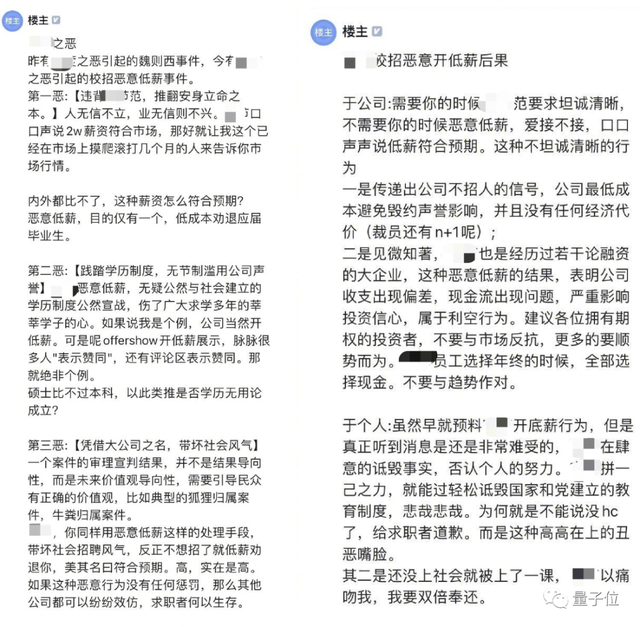 楼主
之恶
昨有 度之恶引起的魏则西事件，今有
之恶引起的校招恶意低薪事件。
第一恶:【违背 范，推翻安身立命之
本。】人无信不立，业无信则不兴。 口
口声说2w薪资符合市场，那好就让我这个已
经在市场上摸爬滚打几个月的人来告诉你市
场行情。
内外都比不了，这种薪资怎么符合预期？
恶意低薪，目的仅有一个，低成本劝退应届
毕业生。
第二恶:【践踏学历制度，无节制滥用公司声
誉】 恶意低薪，无疑公然与社会建立的
学历制度公然宣战，伤了广大求学多年的莘
莘学子的心。如果说我是个例，公司当然开
低薪。可是呢offershow开低薪展示，脉脉很
多人"表示赞同"，还有评论区表示赞同。那
就绝非个例。
硕士比不过本科，以此类推是否学历无用论
成立？
第三恶:【凭借大公司之名，带坏社会风气】
一个案件的审理宣判结果，并不是结果导向
性，而是未来价值观导向性，需要引导民众
有正确的价值观，比如典型的狐狸归属案
件，牛粪归属案件。
，你同样用恶意低薪这样的处理手段，
带坏社会招聘风气，反正不想招了就低薪劝
退你，美其名曰符合预期。高，实在是高。
如果这种恶意行为没有任何惩罚，那么其他
公司都可以纷纷效仿，求职者何以生存。
楼主
校招恶意开低薪后果
于公司:需要你的时候 范要求坦诚清晰，
不需要你的时候恶意低薪，爱接不接，口口
声声说低薪符合预期。这种不坦诚清晰的行
为
一是传递出公司不招人的信号，公司最低成
本避免毁约声誉影响，并且没有任何经济代
价（裁员还有n+1呢）；
二是见微知著， 也是经历过若干论融资
的大企业，这种恶意低薪的结果，表明公司
收支出现偏差，现金流出现问题，严重影响
投资信心，属于利空行为。建议各位拥有期
权的投资者，不要与市场反抗，更多的要顺
势而为。 员工选择年终的时候，全部选
择现金。不要与趋势作对。
于个人:虽然早就预料 开底薪行为，但是
真正听到消息是还是非常难受的， 在肆
意的诋毁事实，否认个人的努力。 拼一
己之力，就能过轻松诋毁国家和党建立的教
育制度，悲哉悲哉。为何就是不能说没hc
了，给求职者道歉。而是这种高高在上的丑
恶嘴脸。
其二是还没上社会就被上了一课， 以痛
吻我，我要双倍奉还。
量子位